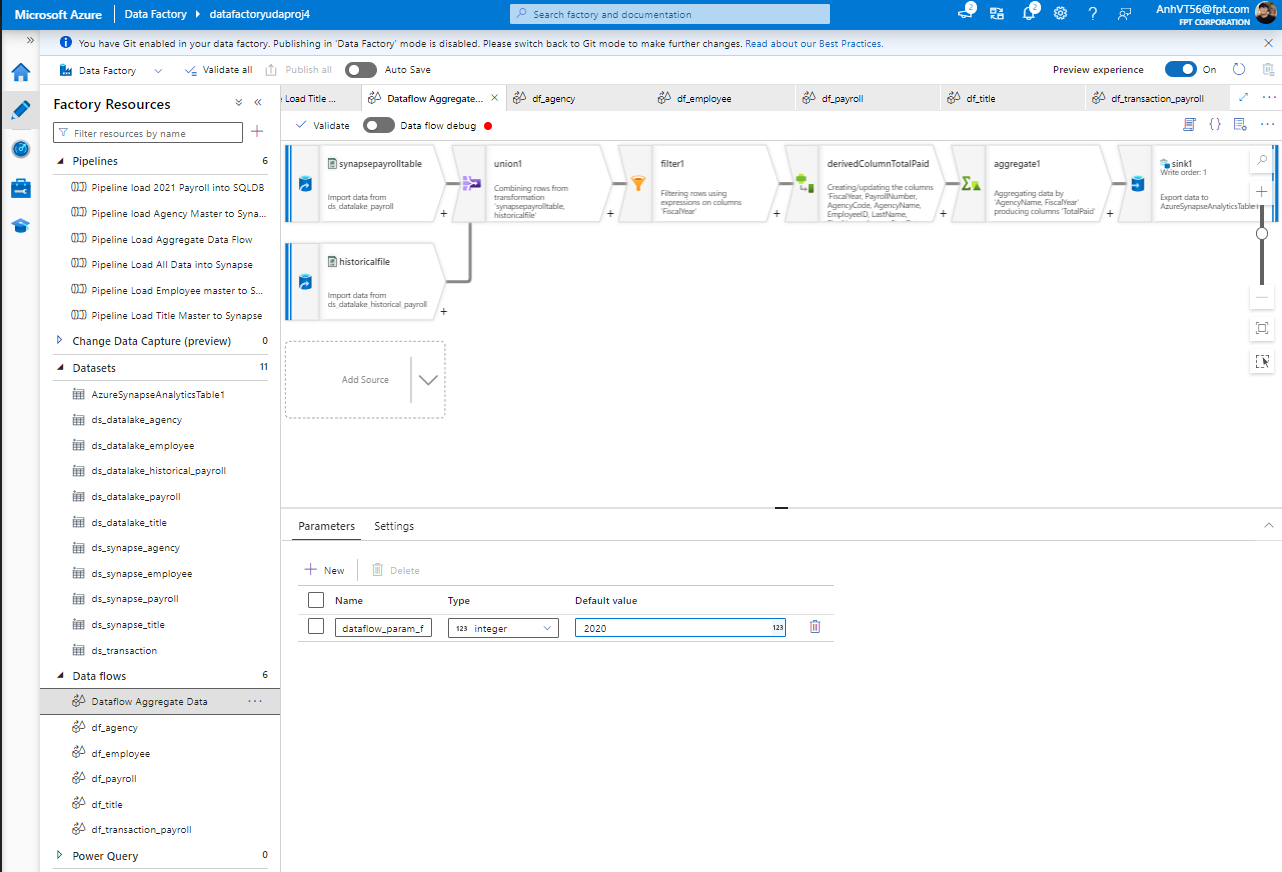 Microsoft Azure
Data Factory
datafactoryudaproj4
Search factory and documentation
2
2
AnhVT56@fpt.com
FPT CORPORATION
You have Git enabled in your data factory. Publishing in 'Data Factory' mode is disabled. Please switch back to Git mode to make further changes. Read about our Best Practices.
Data Factory
Validate all
Publish all
Auto Save
Preview experience
On
Factory Resources
Filter resources by name
Pipelines
6
Pipeline load 2021 Payroll into SQLDB
Pipeline load Agency Master to Syna...
Pipeline Load Aggregate Data Flow
Pipeline Load All Data into Synapse
Pipeline Load Employee master to S...
Pipeline Load Title Master to Synapse
Change Data Capture (preview)
0
Datasets
11
AzureSynapseAnalyticsTable1
ds_datalake_agency
ds_datalake_employee
ds_datalake_historical_payroll
ds_datalake_payroll
ds_datalake_title
ds_synapse_agency
ds_synapse_employee
ds_synapse_payroll
ds_synapse_title
ds_transaction
Data flows
6
Dataflow Aggregate Data
df_agency
df_employee
df_payroll
df_title
df_transaction_payroll
Power Query
0
Load Title ...
Dataflow Aggregate...
df_agency
df_employee
df_payroll
df_title
df_transaction_payroll
Validate
Data flow debug
synapsepayrolltable
Import data from
ds_datalake_payroll
union1
Combining rows from
transformation
'synapsepayrolltable,
historicalfile'
filter1
Filtering rows using
expressions on columns
'FiscalYear'
derivedColumnTotalPaid
Creating/updating the columns
'FiscalYear, PayrollNumber,
AgencyCode, AgencyName,
EmployeeID, LastName,
aggregate1
Aggregating data by
'AgencyName, FiscalYear'
producing columns 'TotalPaid'
sink1
Write order: 1
Export data to
AzureSynapseAnalyticsTable1
historicalfile
Import data from
ds_datalake_historical_payroll
Add Source
Parameters
Settings
New
Delete
Name
Type
Default value
dataflow_param_f
123 integer
2020
123